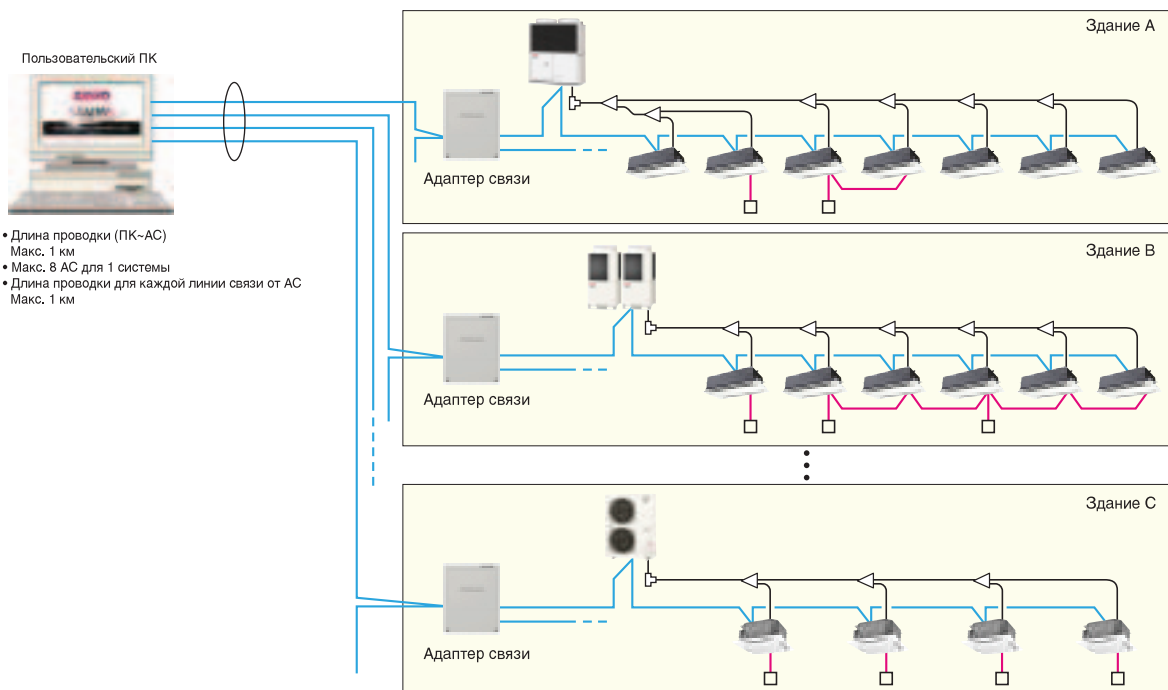 Пользовательский ПК
• Длина проводки (ПК~АС)
Макс. 1 км
• Макс. 8 АС для 1 системы
• Длина проводки для каждой линии связи от АС
Макс. 1 км
Здание A
Адаптер связи
Здание B
Адаптер связи
Здание C
Адаптер связи